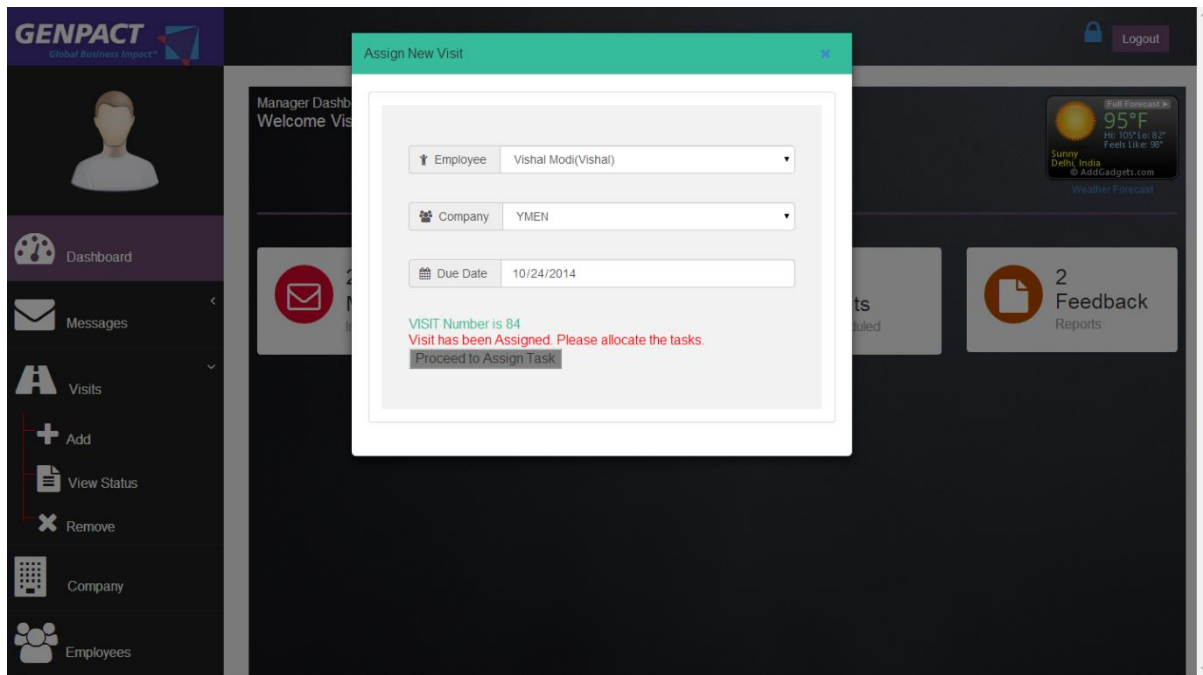 GENPACT
Global Business Impact
Logout
Assign New Visit
Manager Dashb
Welcome Vis
Full Forecast
95°F
Hi: 105° Lo: 82°
Feels Like: 98°
Sunny
Delhi, India
© AddGadgets.com
Weather Forecast
Employee Vishal Modi(Vishal)
Company YMEN
Due Date 10/24/2014
VISIT Number is 84
Visit has been Assigned. Please allocate the tasks.
Proceed to Assign Task
Dashboard
Messages
Visits
Add
View Status
Remove
Company
Employees
ts
duled
2
Feedback
Reports